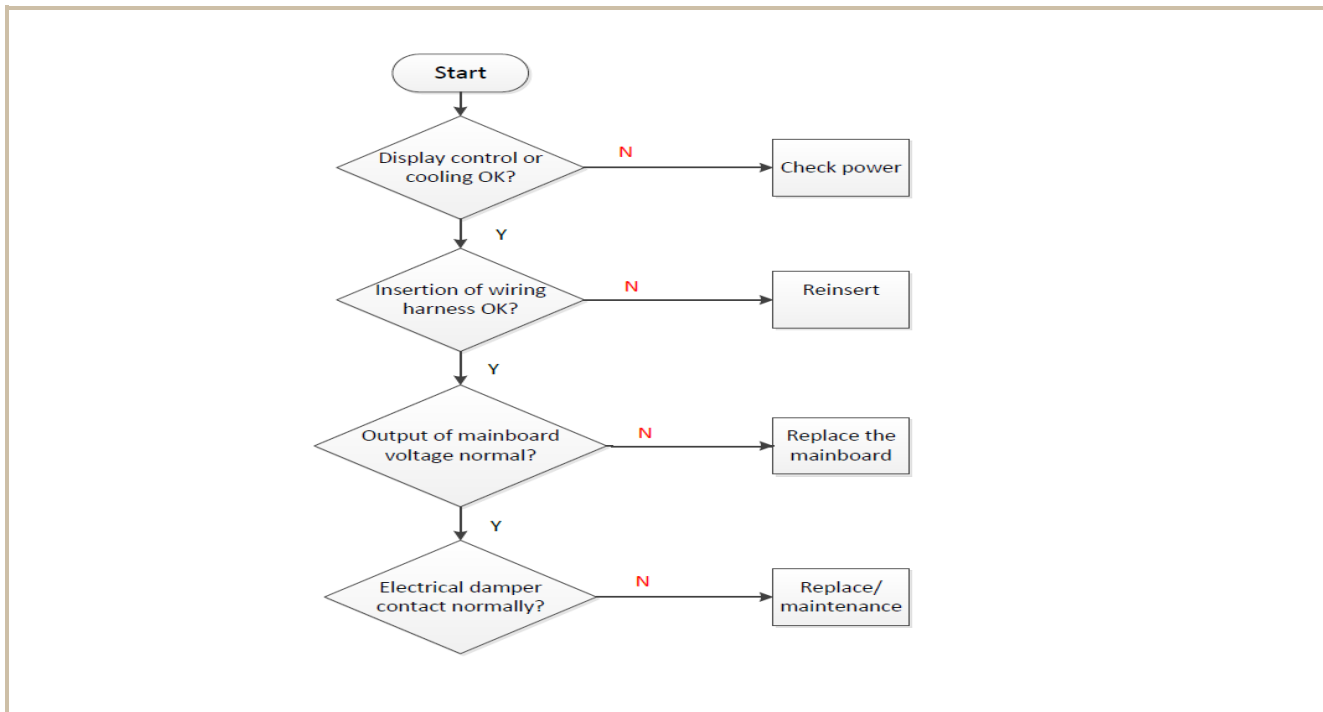 Start
Display control or
cooling OK?
N
Check power
Y
Insertion of wiring
harness OK?
N
Reinsert
Y
Output of mainboard
voltage normal?
N
Replace the
mainboard
Y
Electrical damper
contact normally?
N
Replace/
maintenance